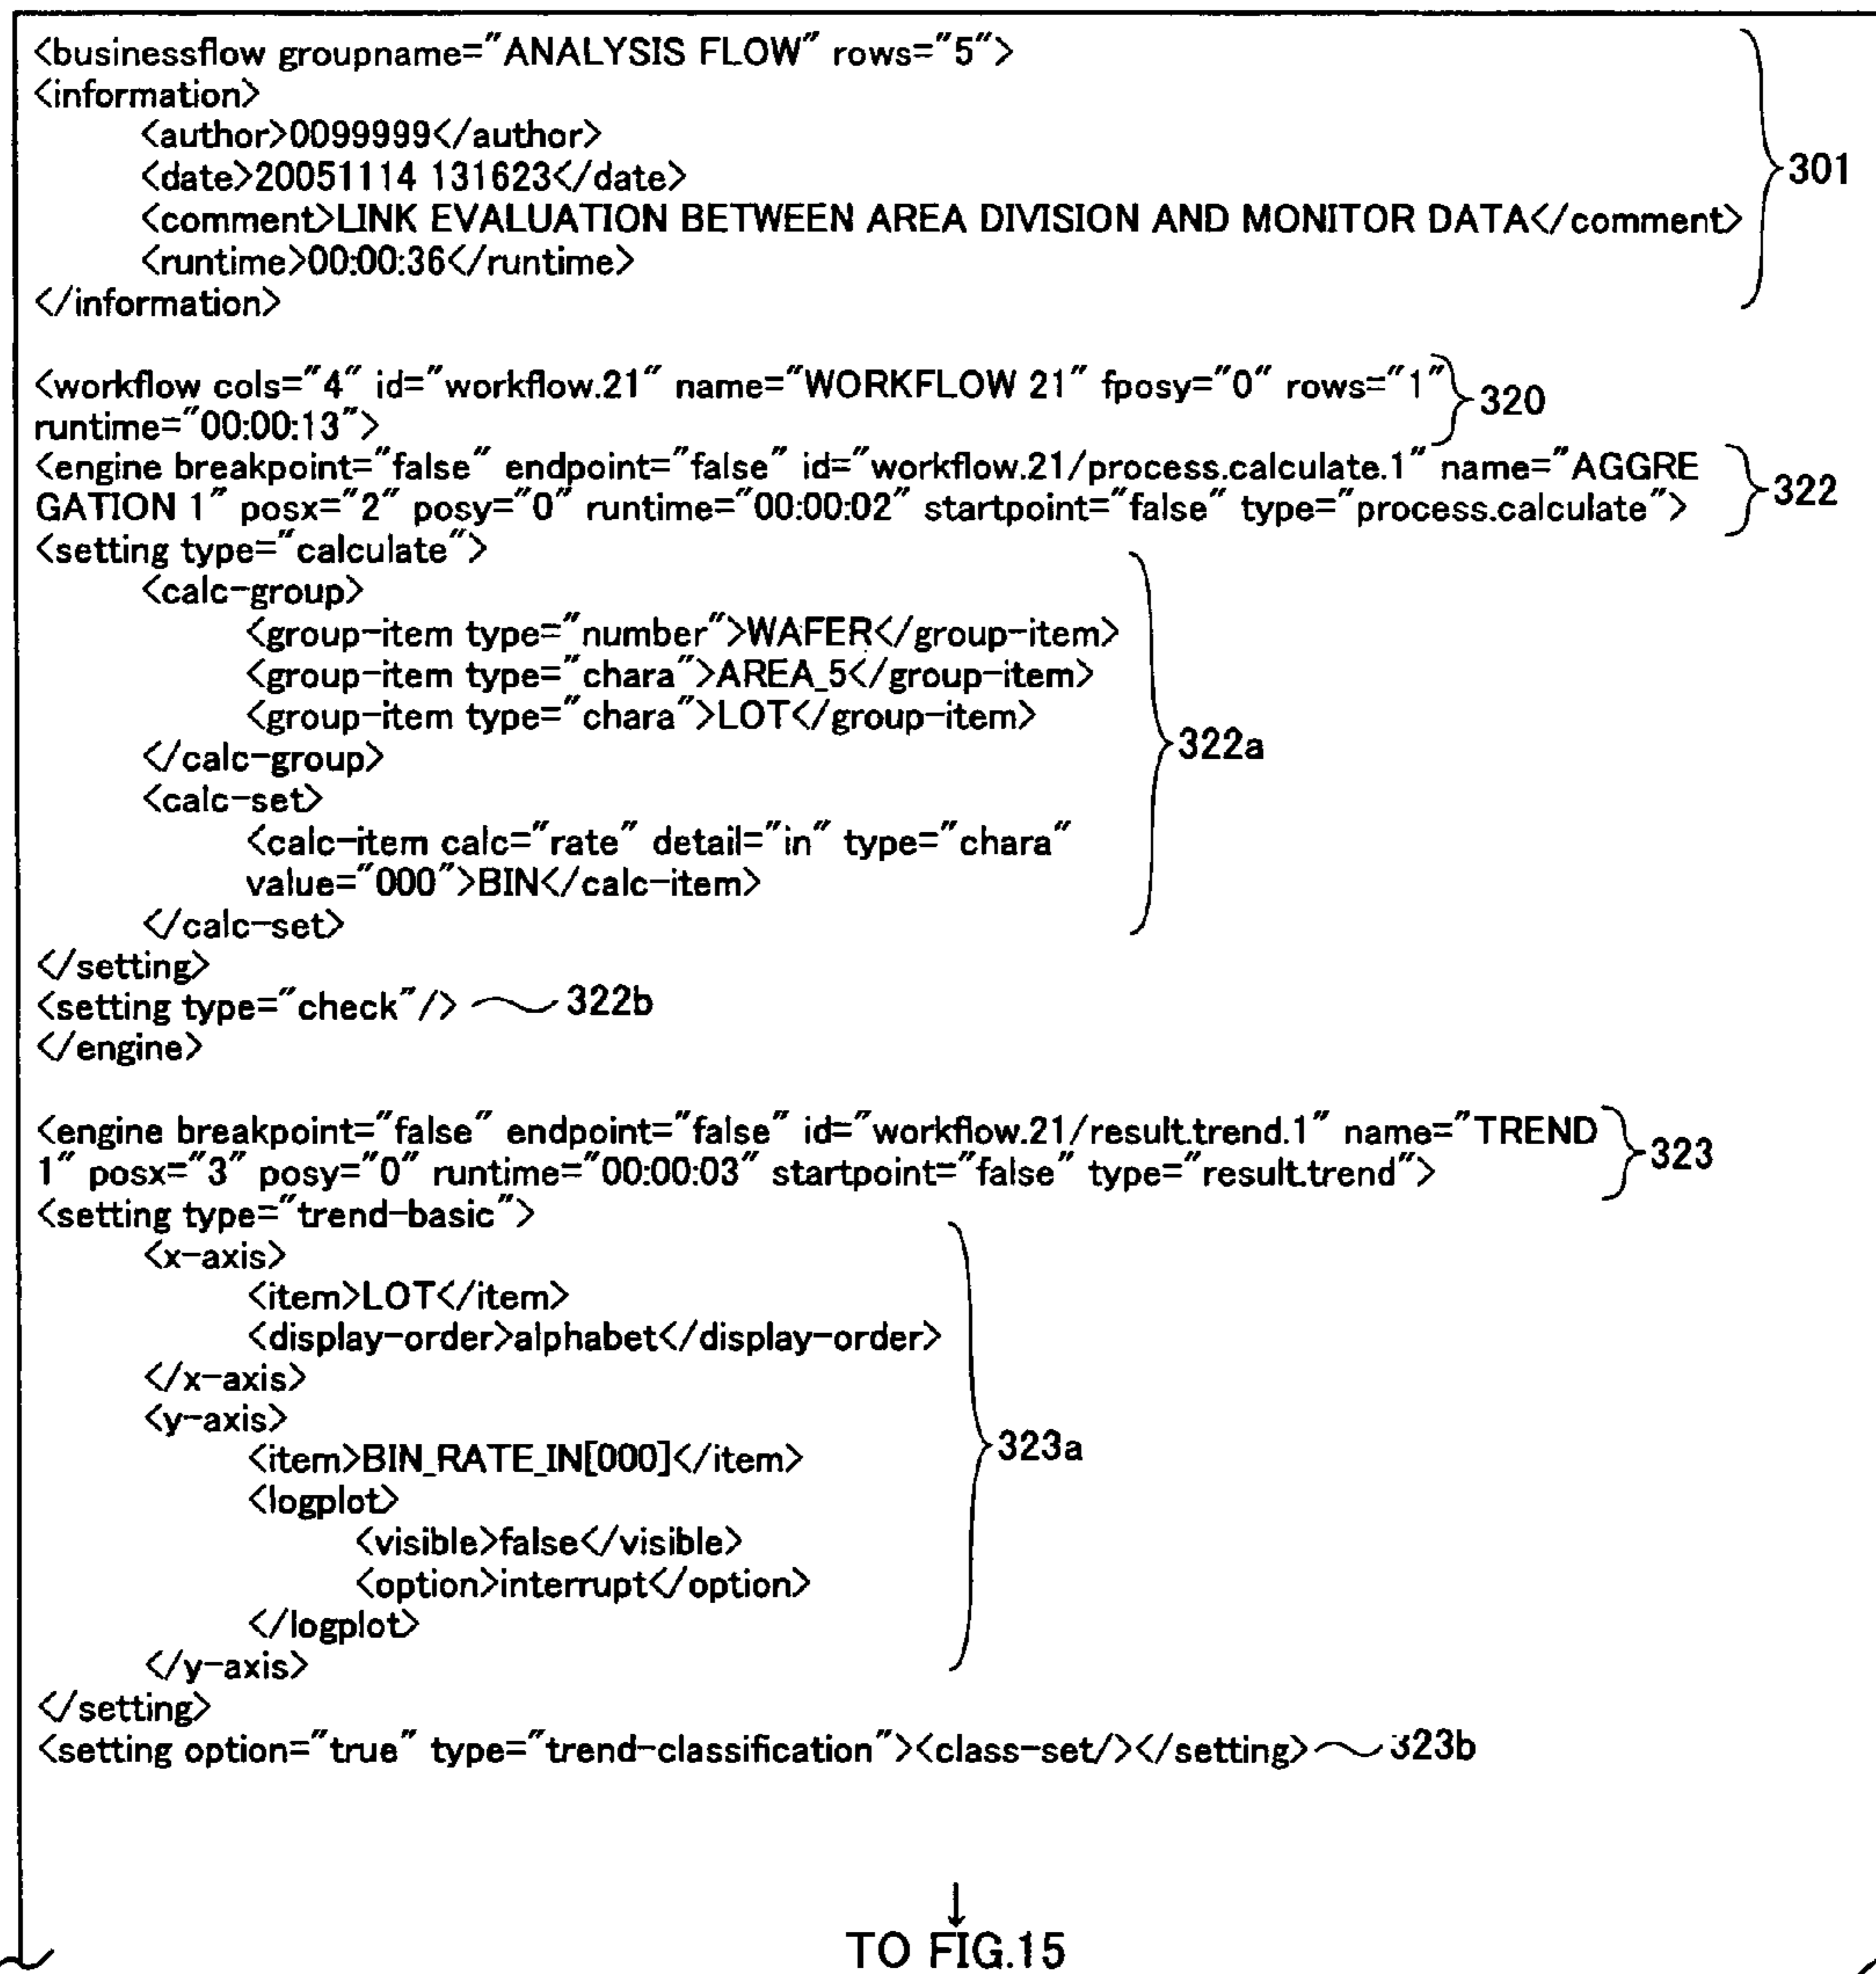 <businessflow groupname="ANALYSIS FLOW" rows="5">
<information>
<author>0099999</author>
<date>20051114 131623</date>
301
<comment>LINK EVALUATION BETWEEN AREA DIVISION AND MONITOR DATA</comment>
<runtime>00:00:36</runtime>
</information>
<workflow cols="4" id="workflow.21" name="WORKFLOW 21" fposy="0" rows="1"
320
runtime="00:00:13">
<engine breakpoint="false" endpoint="false" id="workflow.21/process.calculate.1" name="AGGRE
322
GATION 1" posx="2" posy="0" runtime="00:00:02" startpoint="false" type="process.calculate">
<setting type="calculate">
<calc-group>
<group-item type="number">WAFER</group-item>
<group-item type="chara">AREA_5</group-item>
<group-item type="chara">LOT</group-item>
322a
</calc-group>
<calc-set>
<calc-item calc="rate" detail="in" type="chara"
value="000">BIN</calc-item>
</calc-set>
</setting>
<setting type="check"/> 322b
</engine>
<engine breakpoint="false" endpoint="false" id="workflow.21/result.trend.1" name="TREND
323
1" posx="3" posy="0" runtime="00:00:03" startpoint="false" type="result.trend">
<setting type="trend-basic">
<x-axis>
<item>LOT</item>
<display-order>alphabet</display-order>
</x-axis>
<y-axis>
323a
<item>BIN_RATE_IN[000]</item>
<logplot>
<visible>false</visible>
<option>interrupt</option>
</logplot>
</y-axis>
</setting>
<setting option="true" type="trend-classification"><class-set/></setting> 323b
TO FIG.15